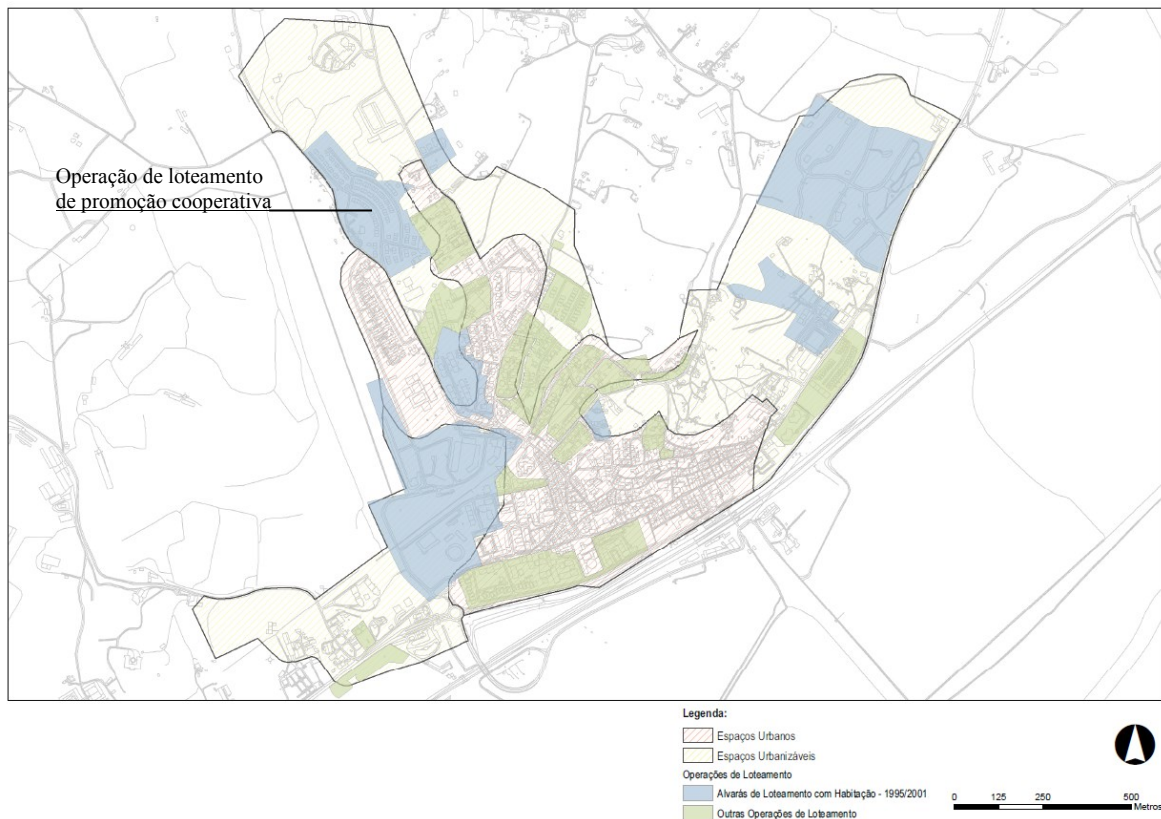 Operação de loteamento
de promoção cooperativa
Legenda:
Espaços Urbanos
Espaços Urbanizáveis
Operações de Loteamento
Alvarás de Loteamento com Habitação - 1995/2001
Outras Operações de Loteamento
0 125 250 500
Metros